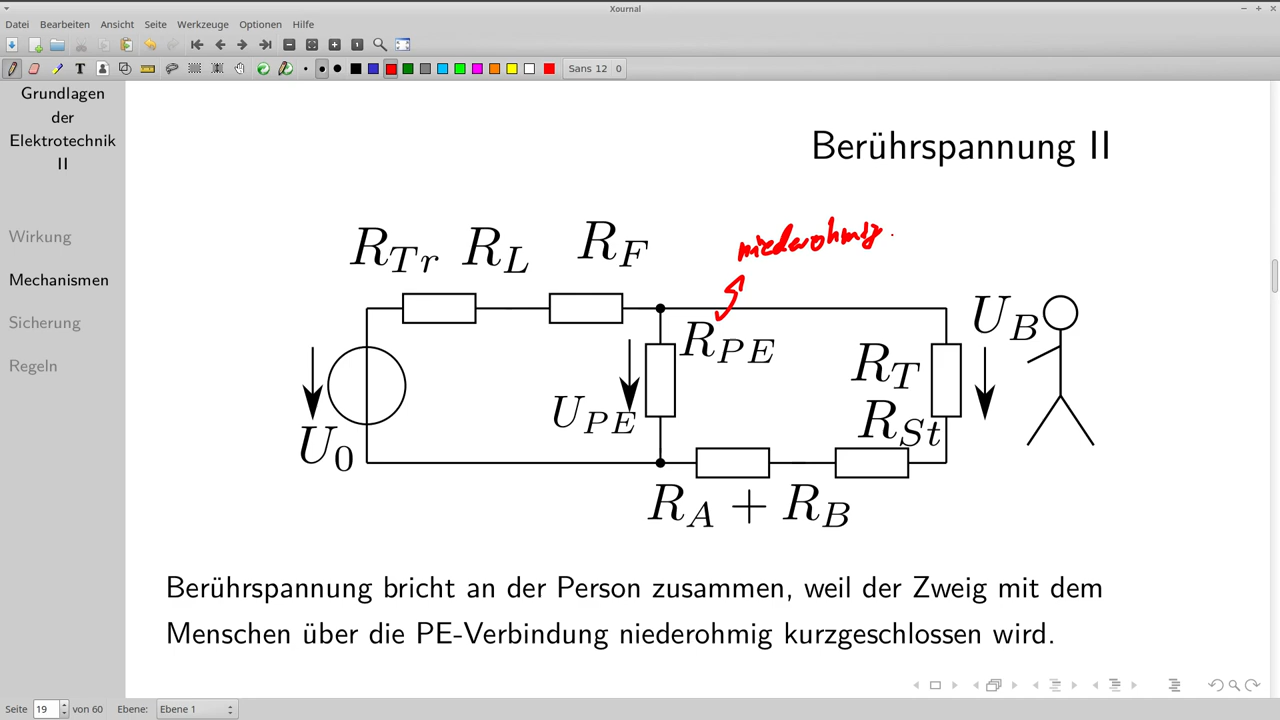 Xournal
Datei Bearbeiten Ansicht Seite Werkzeuge Optionen Hilfe
Sans 12 0
Grundlagen
der
Elektrotechnik
II
Wirkung
Mechanismen
Sicherung
Regeln
Berührspannung II
niederohmig
R_Tr R_L R_F
R_PE
U_B
R_T
U_PE
R_St
U_0
R_A + R_B
Berührspannung bricht an der Person zusammen, weil der Zweig mit dem
Menschen über die PE-Verbindung niederohmig kurzgeschlossen wird.
Seite 19 von 60 Ebene: Ebene 1